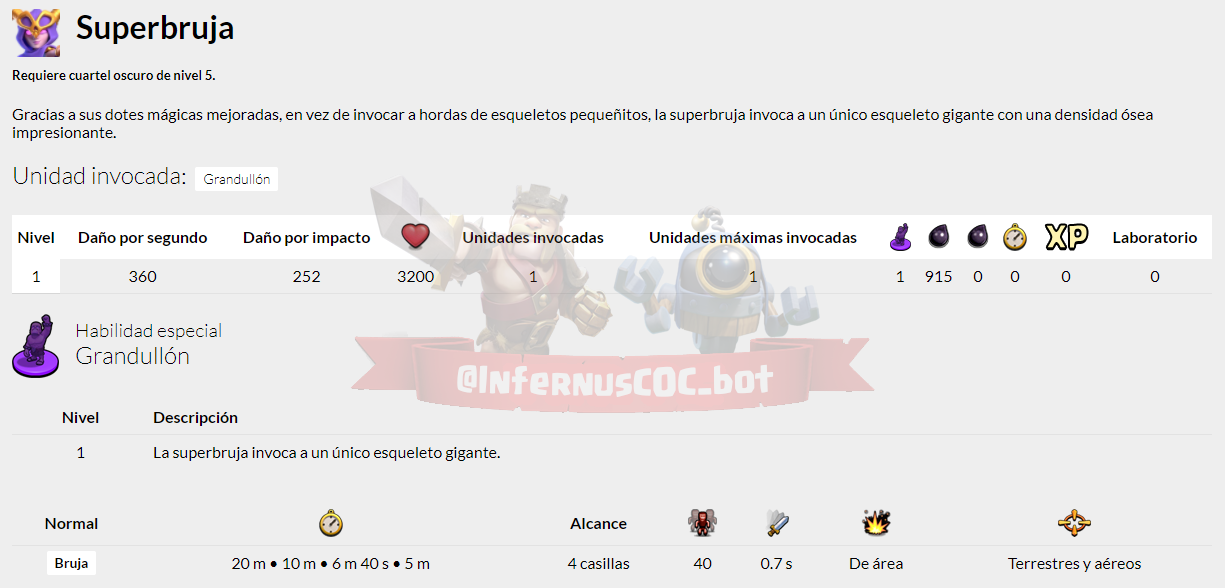 Superbruja
Requiere cuartel oscuro de nivel 5.
Gracias a sus dotes mágicas mejoradas, en vez de invocar a hordas de esqueletos pequeñitos, la superbruja invoca a un único esqueleto gigante con una densidad ósea
impresionante.
Unidad invocada: Grandullón
Nivel Daño por segundo Daño por impacto Unidades invocadas Unidades máximas invocadas XP Laboratorio
1 360 252 3200 1 1 1 915 0 0 0 0
Habilidad especial
Grandullón
@INFERNUSCOC_BOT
Nivel Descripción
1 La superbruja invoca a un único esqueleto gigante.
Normal Alcance
Bruja 20 m • 10 m • 6 m 40 s • 5 m 4 casillas 40 0.7 s De área Terrestres y aéreos